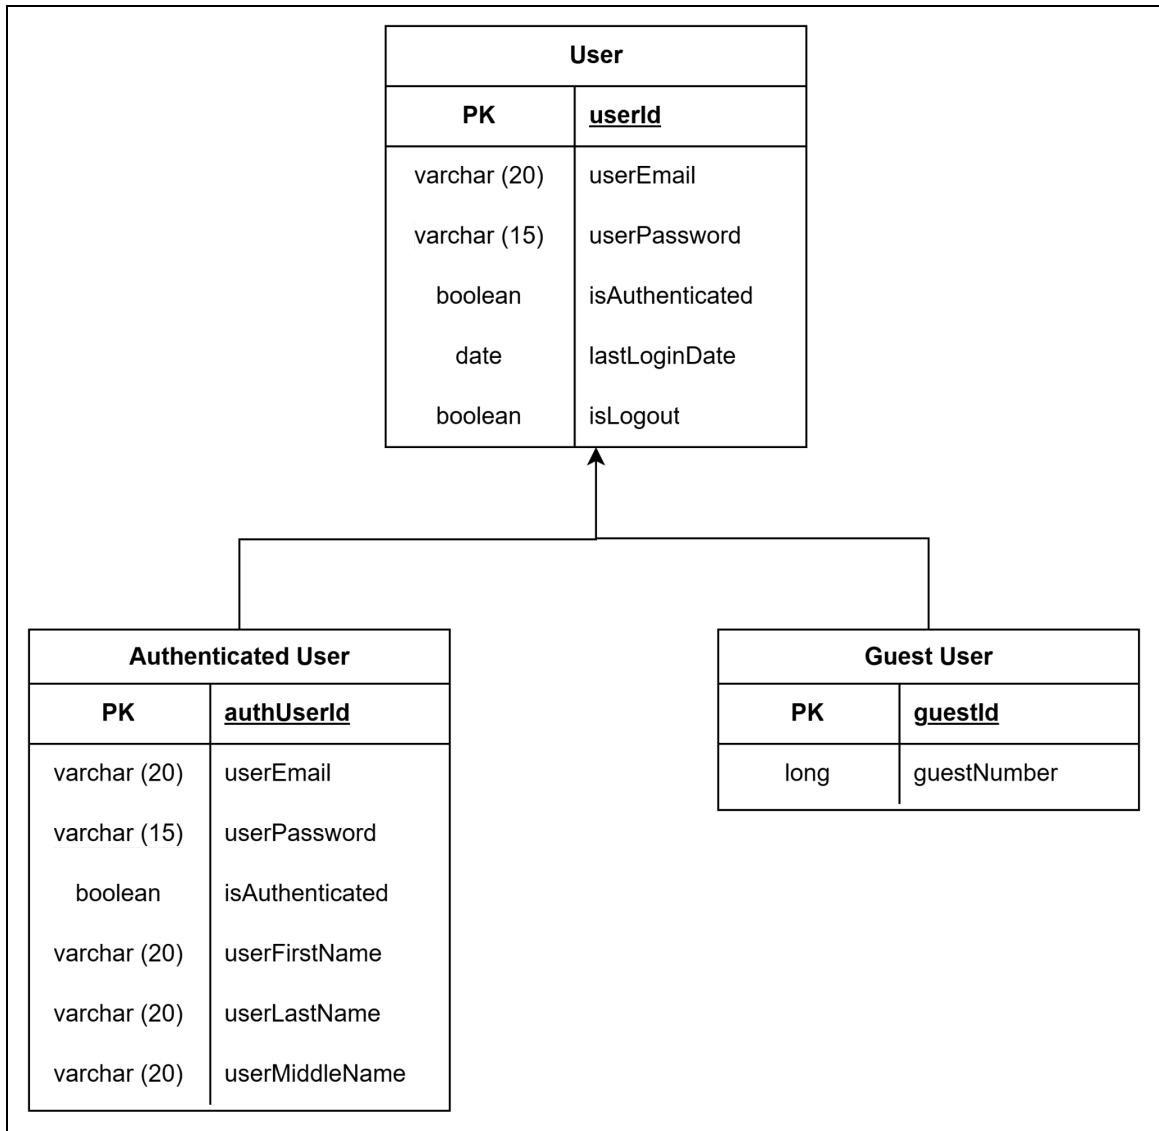 User
PK userId
varchar (20) userEmail
varchar (15) userPassword
boolean isAuthenticated
date lastLoginDate
boolean isLogout
Authenticated User
PK authUserId
varchar (20) userEmail
varchar (15) userPassword
boolean isAuthenticated
varchar (20) userFirstName
varchar (20) userLastName
varchar (20) userMiddleName
Guest User
PK guestId
long guestNumber